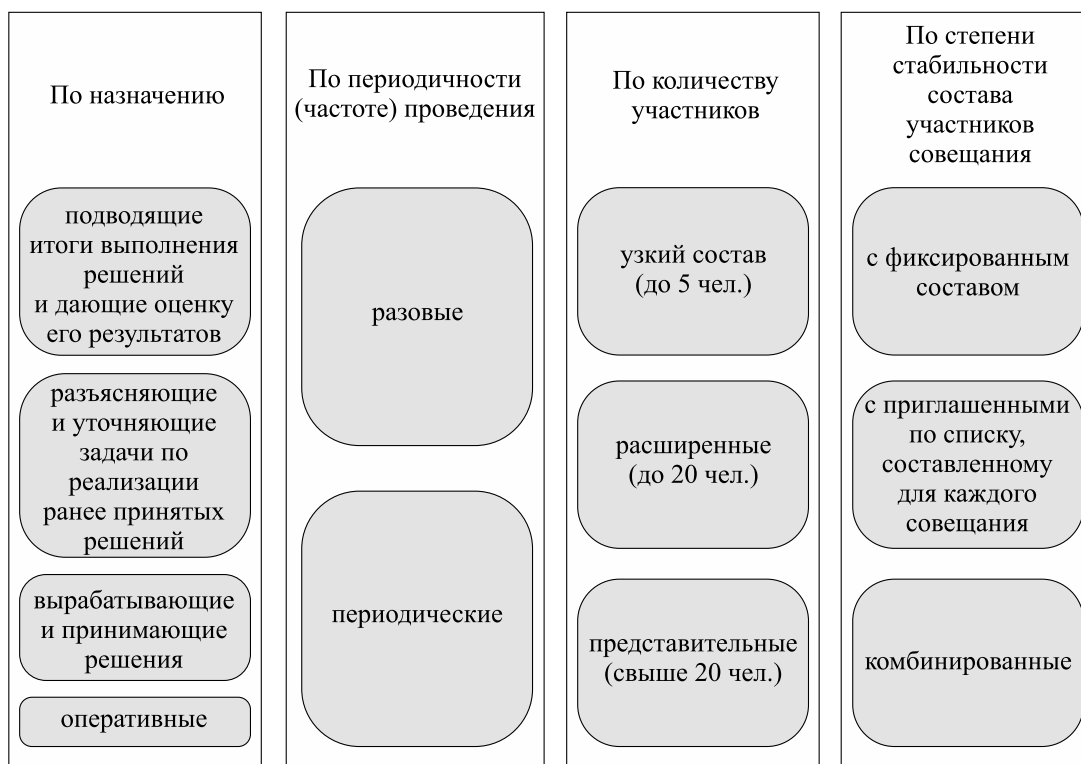 По назначению
подводящие
итоги выполнения
решений
и дающие оценку
его результатов
разъясняющие
и уточняющие
задачи по
реализации
ранее принятых
решений
вырабатывающие
и принимающие
решения
оперативные
По периодичности
(частоте) проведения
разовые
периодические
По количеству
участников
узкий состав
(до 5 чел.)
расширенные
(до 20 чел.)
представительные
(свыше 20 чел.)
По степени
стабильности
состава
участников
совещания
с фиксированным
составом
с приглашенными
по списку,
составленному
для каждого
совещания
комбинированные